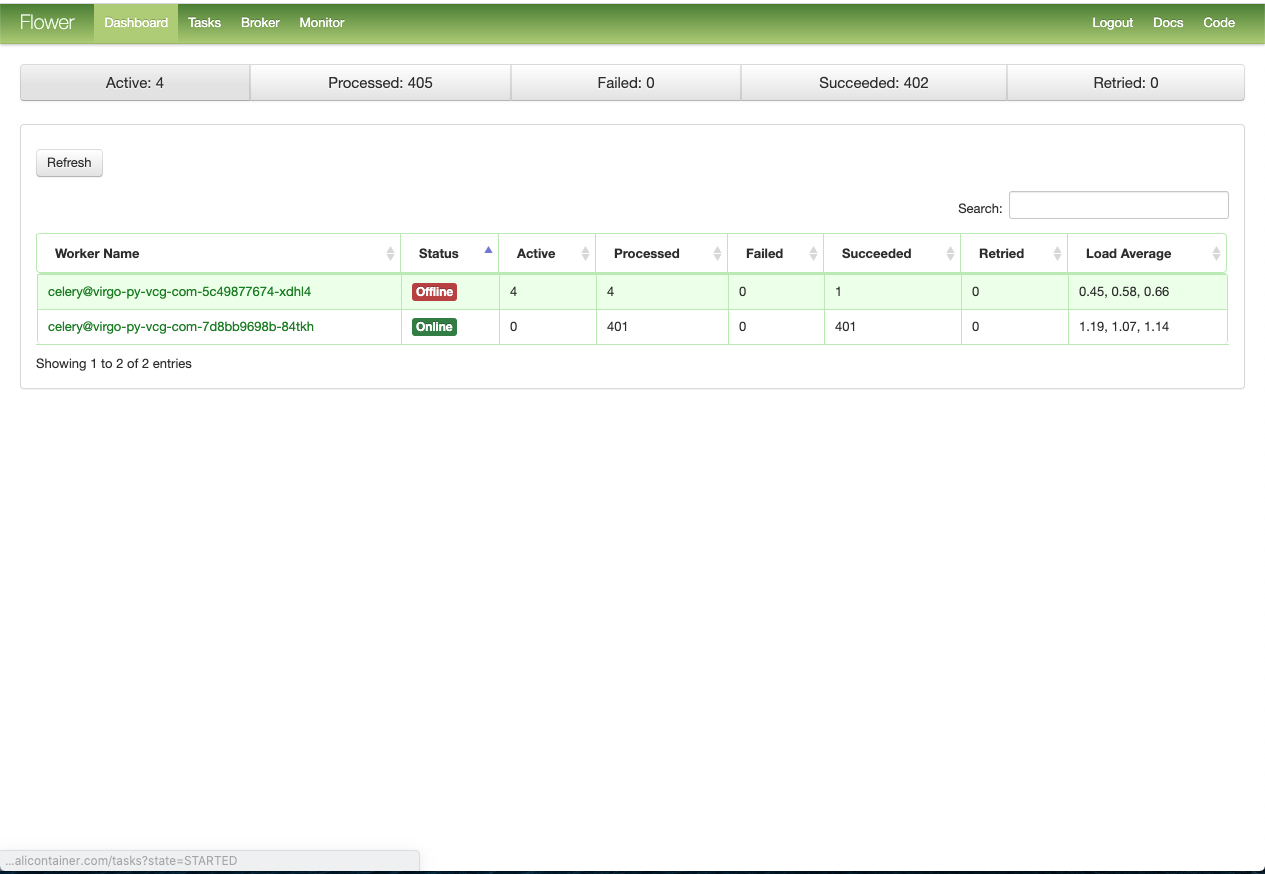 Flower Dashboard Tasks Broker Monitor Logout Docs Code
Active: 4 Processed: 405 Failed: 0 Succeeded: 402 Retried: 0
Refresh
Search:
Worker Name Status Active Processed Failed Succeeded Retried Load Average
celery@virgo-py-vcg-com-5c49877674-xdhl4 Offline 4 4 0 1 0 0.45, 0.58, 0.66
celery@virgo-py-vcg-com-7d8bb9698b-84tkh Online 0 401 0 401 0 1.19, 1.07, 1.14
Showing 1 to 2 of 2 entries
...alicontainer.com/tasks?state=STARTED